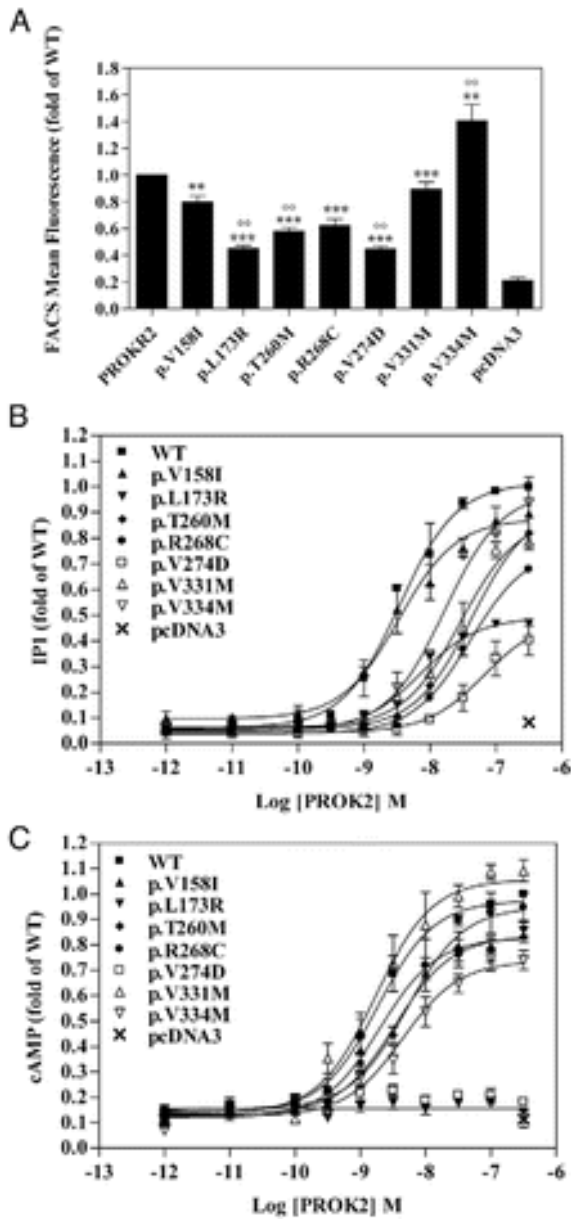 A
FACS Mean Fluorescence (fold of WT)
1.8
1.6
1.4
1.2
1.0
0.8
0.6
0.4
0.2
0.0
**
°°
***
°°
***
***
°°
***
***
°°
**
PROKR2
p.V158I
p.L173R
p.T260M
p.R268C
p.V274D
p.V331M
p.V334M
pcDNA3
B
IP1 (fold of WT)
1.2
1.1
1.0
0.9
0.8
0.7
0.6
0.5
0.4
0.3
0.2
0.1
0.0
WT
p.V158I
p.L173R
p.T260M
p.R268C
p.V274D
p.V331M
p.V334M
pcDNA3
-13 -12 -11 -10 -9 -8 -7 -6
Log [PROK2] M
C
cAMP (fold of WT)
1.2
1.1
1.0
0.9
0.8
0.7
0.6
0.5
0.4
0.3
0.2
0.1
0.0
WT
p.V158I
p.L173R
p.T260M
p.R268C
p.V274D
p.V331M
p.V334M
pcDNA3
-13 -12 -11 -10 -9 -8 -7 -6
Log [PROK2] M